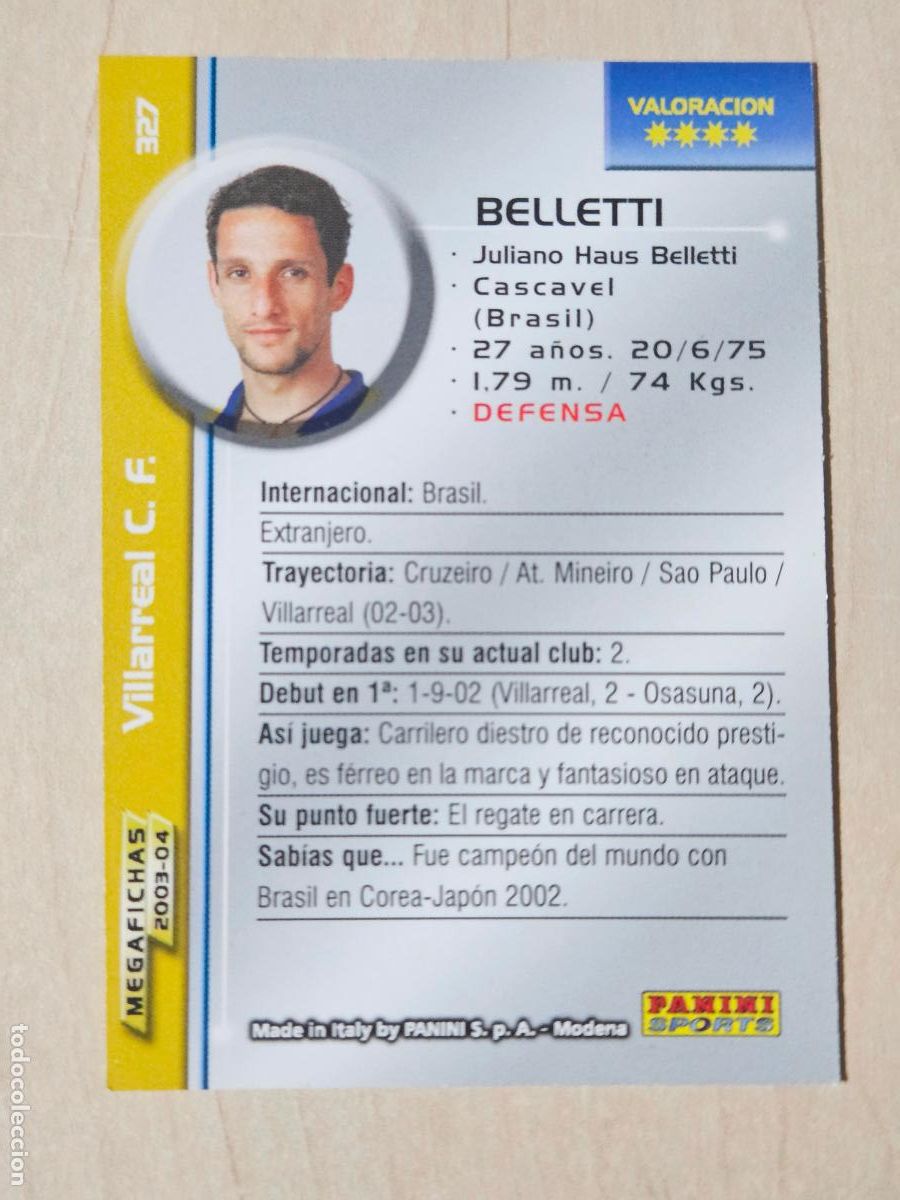 327
VALORACION
BELLETTI
· Juliano Haus Belletti
· Cascavel
(Brasil)
· 27 años. 20/6/75
· 1,79 m. / 74 Kgs.
· DEFENSA
Villarreal C. F.
Internacional: Brasil.
Extranjero.
Trayectoria: Cruzeiro / At. Mineiro / Sao Paulo /
Villarreal (02-03).
Temporadas en su actual club: 2.
Debut en 1ª: 1-9-02 (Villarreal, 2 - Osasuna, 2).
Así juega: Carrilero diestro de reconocido presti-
gio, es férreo en la marca y fantasioso en ataque.
Su punto fuerte: El regate en carrera.
Sabías que... Fue campeón del mundo con
Brasil en Corea-Japón 2002.
MEGAFICHAS
2003-04
PANINI
SPORTS
Made in Italy by PANINI S. p. A. - Modena
todocoleccion